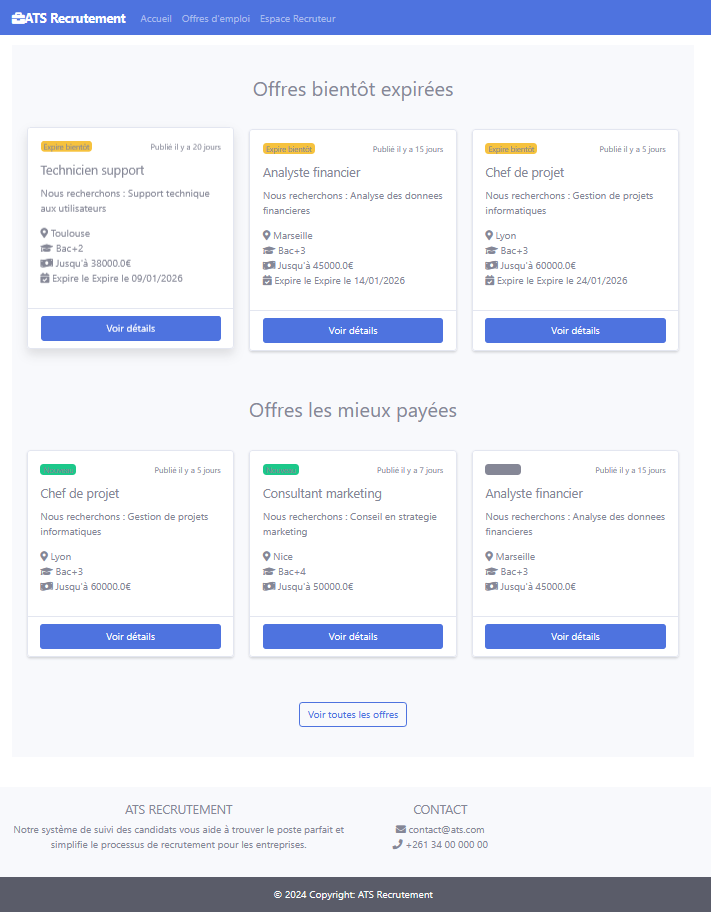 ATS Recrutement Accueil Offres d'emploi Espace Recruteur
Offres bientôt expirées
Expire bientôt Publié il y a 20 jours
Technicien support
Nous recherchons : Support technique
aux utilisateurs
Toulouse
Bac+2
Jusqu'à 38000.0€
Expire le Expire le 09/01/2026
Voir détails
Expire bientôt Publié il y a 15 jours
Analyste financier
Nous recherchons : Analyse des donnees
financieres
Marseille
Bac+3
Jusqu'à 45000.0€
Expire le Expire le 14/01/2026
Voir détails
Expire bientôt Publié il y a 5 jours
Chef de projet
Nous recherchons : Gestion de projets
informatiques
Lyon
Bac+3
Jusqu'à 60000.0€
Expire le Expire le 24/01/2026
Voir détails
Offres les mieux payées
Publié il y a 5 jours
Chef de projet
Nous recherchons : Gestion de projets
informatiques
Lyon
Bac+3
Jusqu'à 60000.0€
Voir détails
Publié il y a 7 jours
Consultant marketing
Nous recherchons : Conseil en strategie
marketing
Nice
Bac+4
Jusqu'à 50000.0€
Voir détails
Publié il y a 15 jours
Analyste financier
Nous recherchons : Analyse des donnees
financieres
Marseille
Bac+3
Jusqu'à 45000.0€
Voir détails
Voir toutes les offres
ATS RECRUTEMENT
Notre système de suivi des candidats vous aide à trouver le poste parfait et
simplifie le processus de recrutement pour les entreprises.
CONTACT
contact@ats.com
+261 34 00 000 00
© 2024 Copyright: ATS Recrutement